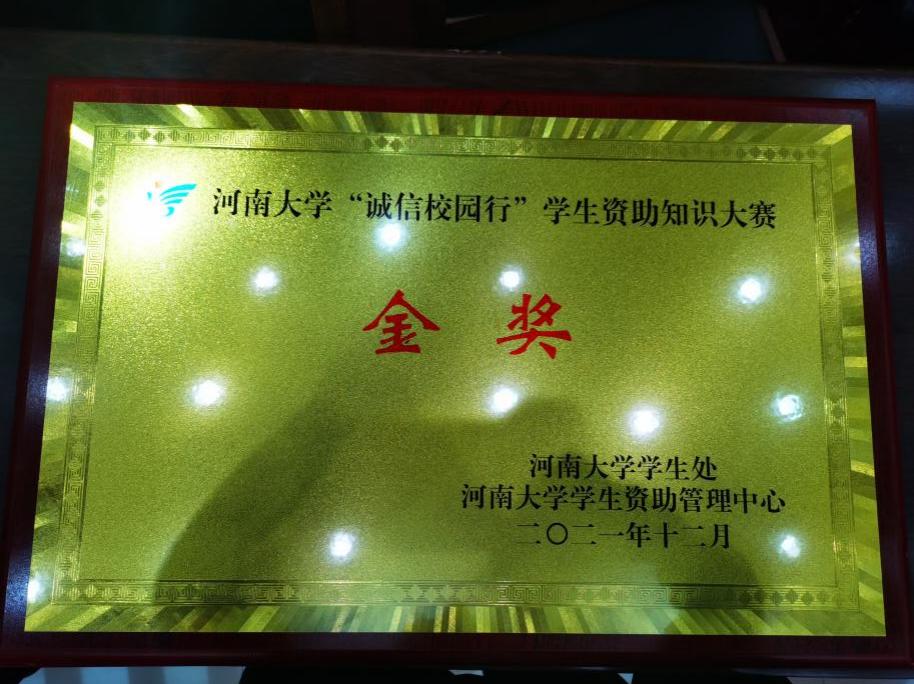 河南大学“诚信校园行”学生资助知识大赛
金 奖
河南大学学生处
河南大学学生资助管理中心
二〇二一年十二月